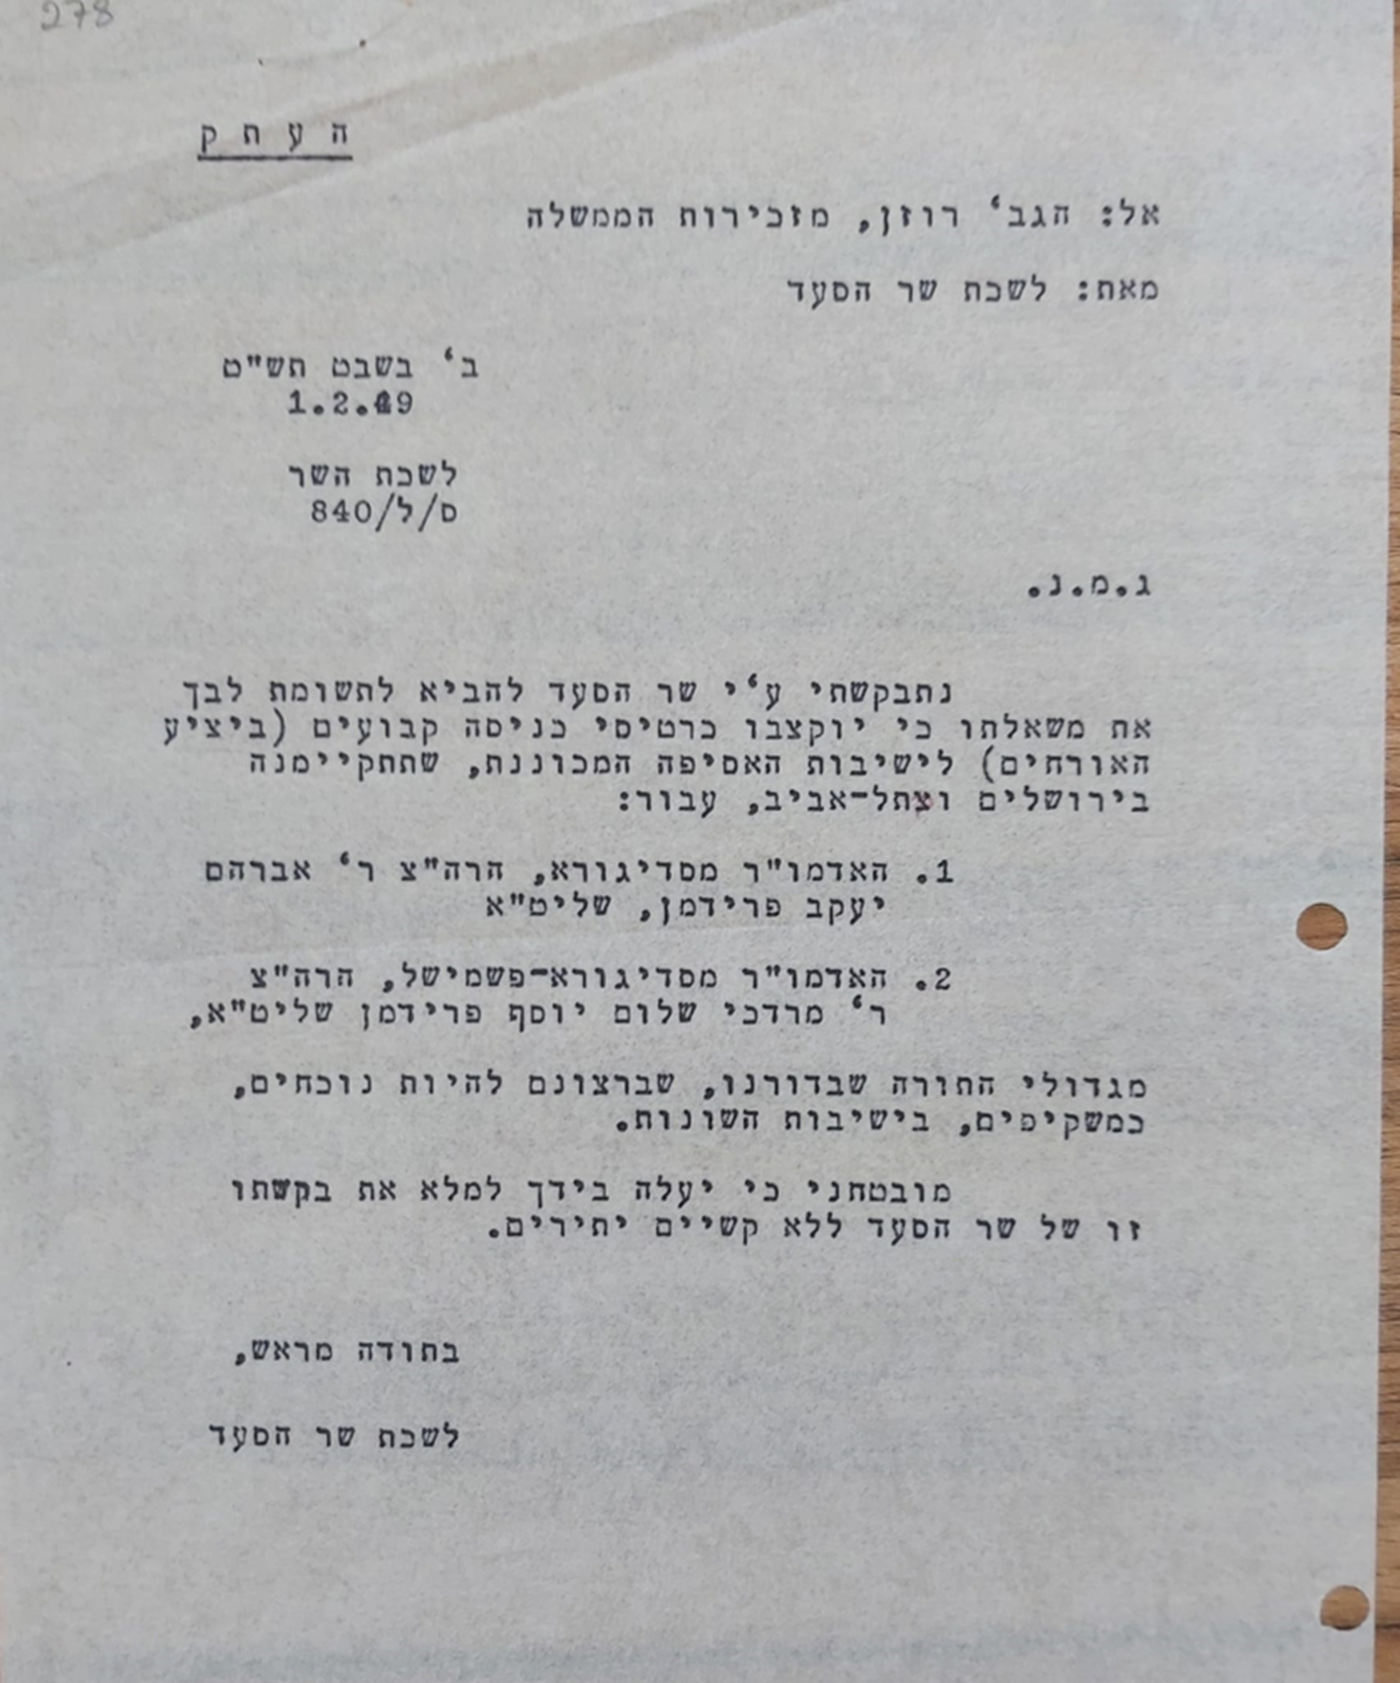 278
ה ע ת ק
אל: הגב' רוזן, מזכירות הממשלה
מאת: לשכת שר הסעד
ב' בשבט תש"ט
1.2.49
לשכת השר
ס/ל/840
ג.מ.נ.
נתבקשתי ע'י שר הסעד להביא לתשומת לבך
את משאלתו כי יוקצבו כרטיסי כניסה קבועים (ביציע
האורחים) לישיבות האסיפה המכוננת, שתתקיימנה
בירושלים וצתל-אביב, עבור:
1. האדמו"ר מסדיגורא, הרה"צ ר' אברהם
יעקב פרידמן, שליט"א
2. האדמו"ר מסדיגורא-פשמישל, הרה"צ
ר' מרדכי שלום יוסף פרידמן שליט"א,
מגדולי התורה שבדורנו, שברצונם להיות נוכחים,
כמשקיפים, בישיבות השונות.
מובטחני כי יעלה בידך למלא את בקשתו
זו של שר הסעד ללא קשיים יתירים.
בתודה מראש,
לשכת שר הסעד